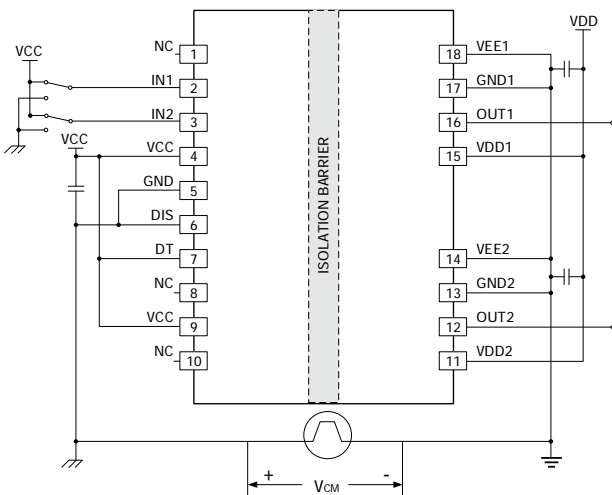 VDD
NC
1
18
VEE1
VCC
IN1
2
17
GND1
IN2
3
16
OUT1
VCC
VCC
4
15
VDD1
GND
5
DIS
6
ISOLATION BARRIER
DT
7
14
VEE2
NC
8
13
GND2
VCC
9
12
OUT2
NC
10
11
VDD2
+
VCM
-